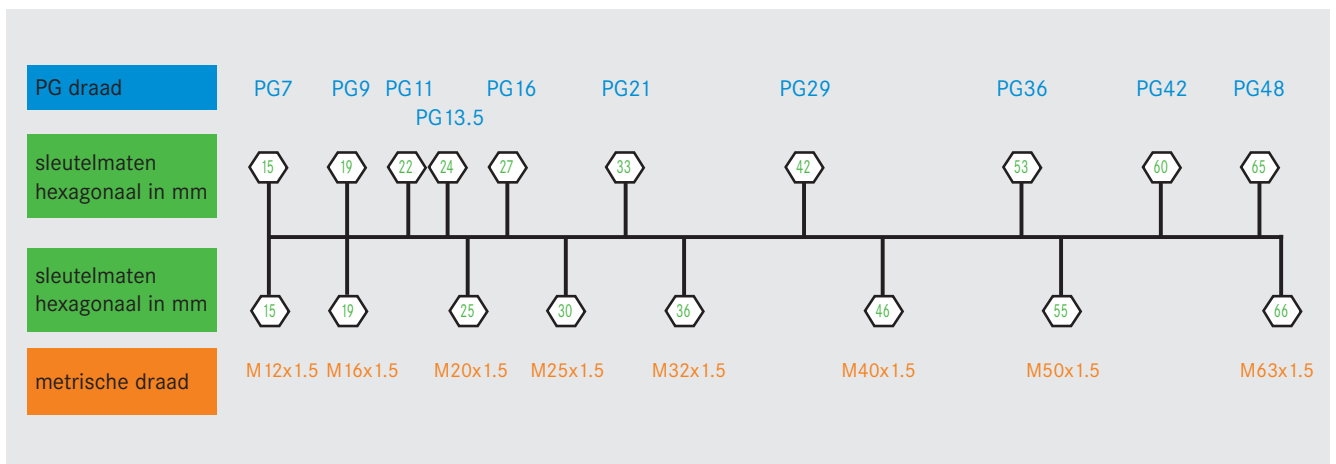 PG draad
PG7 PG9 PG11 PG16 PG21 PG29 PG36 PG42 PG48
PG13.5
sleutelmaten
hexagonaal in mm
15 19 22 24 27 33 42 53 60 65
sleutelmaten
hexagonaal in mm
15 19 25 30 36 46 55 66
metrische draad
M12x1.5 M16x1.5 M20x1.5 M25x1.5 M32x1.5 M40x1.5 M50x1.5 M63x1.5